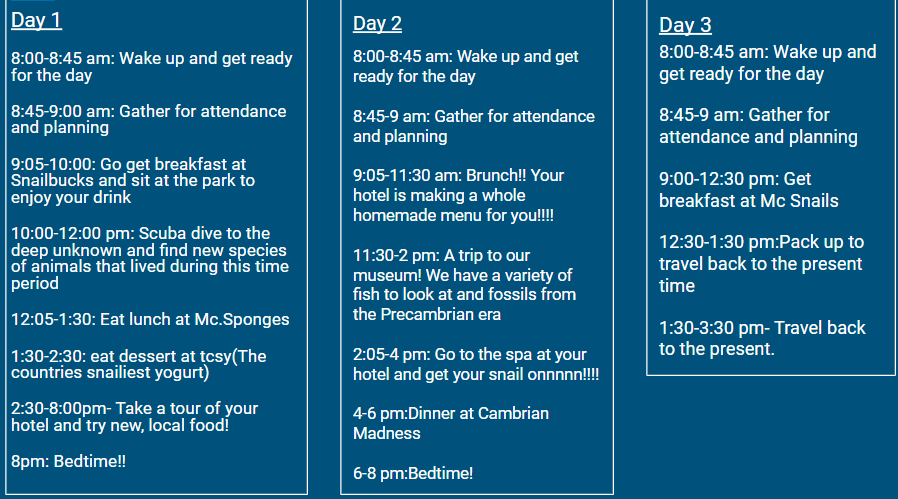 Day 1
8:00-8:45 am: Wake up and get ready
for the day
8:45-9:00 am: Gather for attendance
and planning
9:05-10:00: Go get breakfast at
Snailbucks and sit at the park to
enjoy your drink
10:00-12:00 pm: Scuba dive to the
deep unknown and find new species
of animals that lived during this time
period
12:05-1:30: Eat lunch at Mc.Sponges
1:30-2:30: eat dessert at tcsy(The
countries snailiest yogurt)
2:30-8:00pm- Take a tour of your
hotel and try new, local food!
8pm: Bedtime!!
Day 2
8:00-8:45 am: Wake up and get
ready for the day
8:45-9 am: Gather for attendance
and planning
9:05-11:30 am: Brunch!! Your
hotel is making a whole
homemade menu for you!!!!
11:30-2 pm: A trip to our
museum! We have a variety of
fish to look at and fossils from
the Precambrian era
2:05-4 pm: Go to the spa at your
hotel and get your snail onnnnn!!!!
4-6 pm:Dinner at Cambrian
Madness
6-8 pm:Bedtime!
Day 3
8:00-8:45 am: Wake up and
get ready for the day
8:45-9 am: Gather for
attendance and planning
9:00-12:30 pm: Get
breakfast at Mc Snails
12:30-1:30 pm:Pack up to
travel back to the present
time
1:30-3:30 pm- Travel back
to the present.